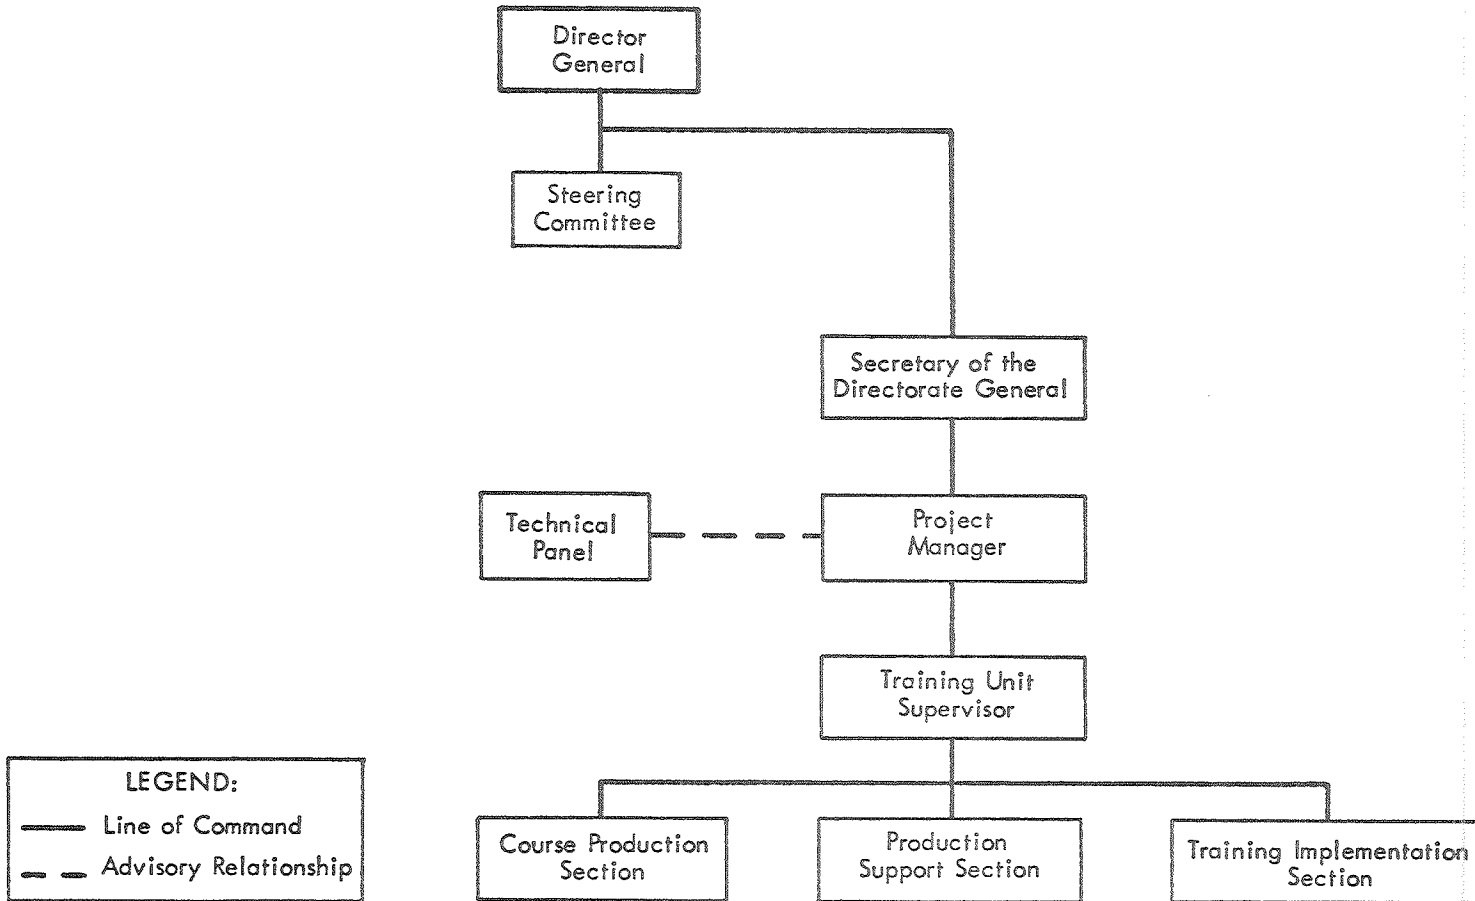 Director
General
Steering
Committee
Secretary of the
Directorate General
Technical
Panel
Project
Manager
Training Unit
Supervisor
LEGEND:
Line of Command
Advisory Relationship
Course Production
Section
Production
Support Section
Training Implementation
Section